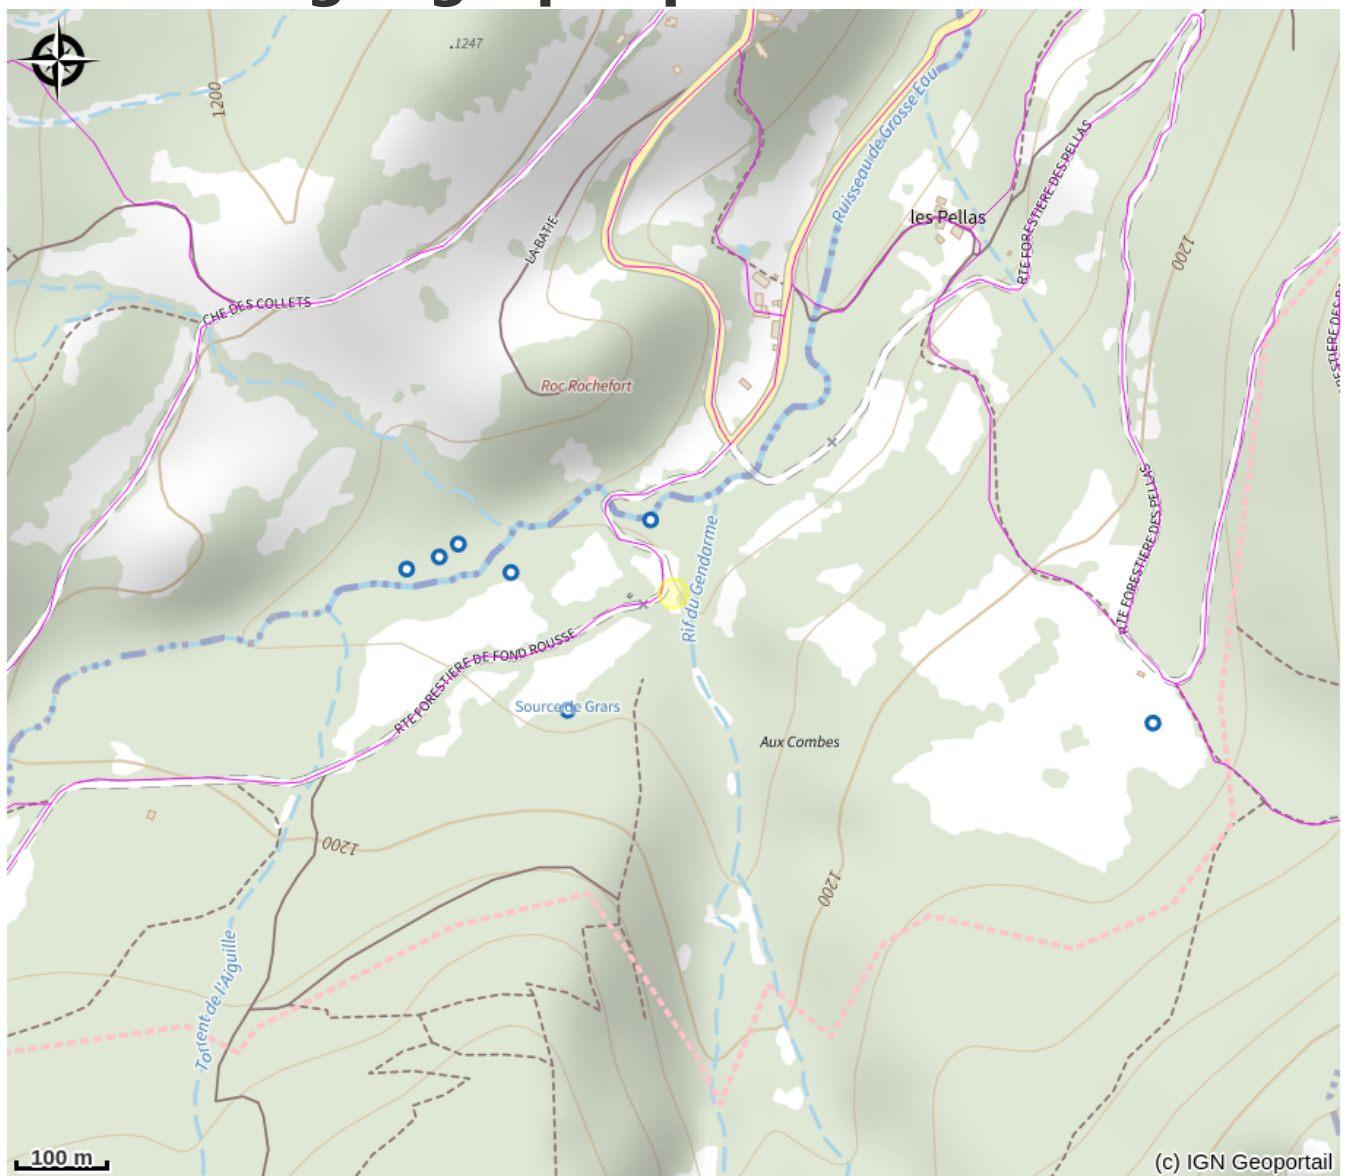 .1247
1200
Ruisseau de Grosse Eau
RTE FORESTIERE DES PELLAS
les Pellas
LA BATIE
1200
CHE DES COLLETS
Roc Rochefort
RTE FORESTIERE DES PELLAS
Rif du Gendarme
RTE FORESTIERE DE FOND ROUSSE
Source de Grars
Aux Combes
1200
1200
Torrent de l'Aiguille
100 m
(c) IGN Geoportail